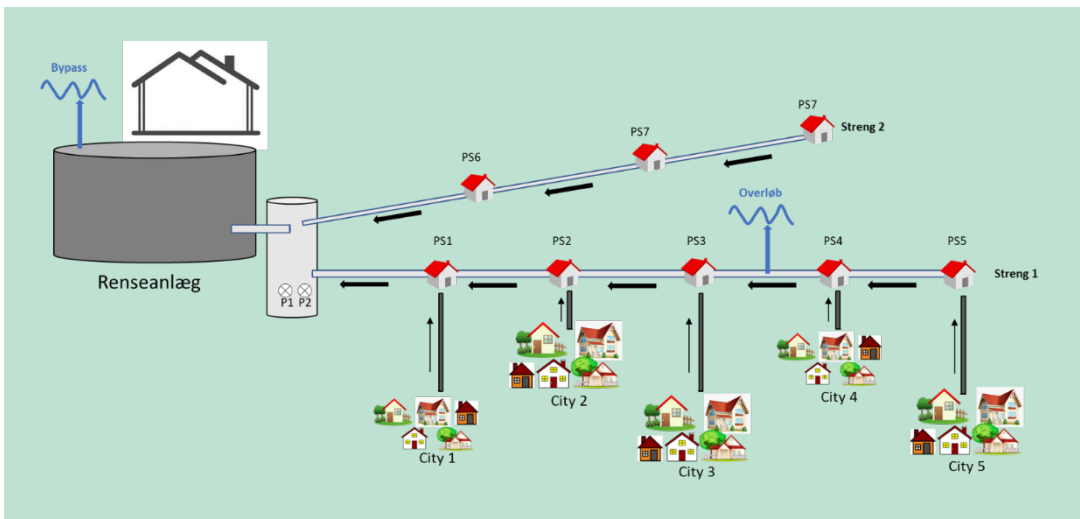 Bypass
PS7
Streng 2
PS7
PS6
Overløb
PS1
PS2
PS3
PS4
PS5
Streng 1
Renseanlæg
P1 P2
City 1
City 2
City 3
City 4
City 5